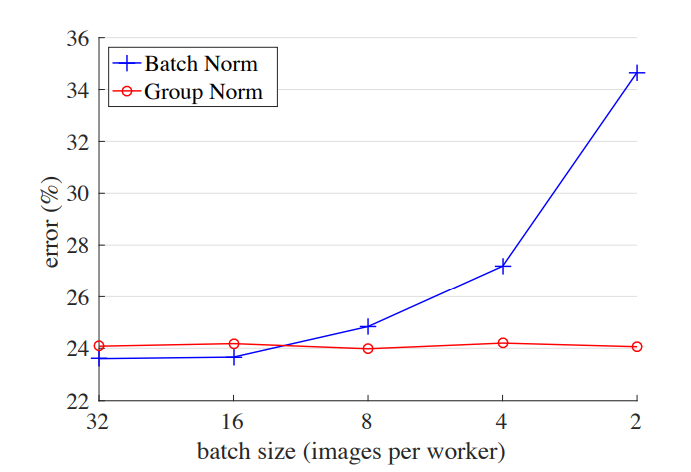 36
34
32
30
28
26
24
22
error (%)
Batch Norm
Group Norm
32 16 8 4 2
batch size (images per worker)